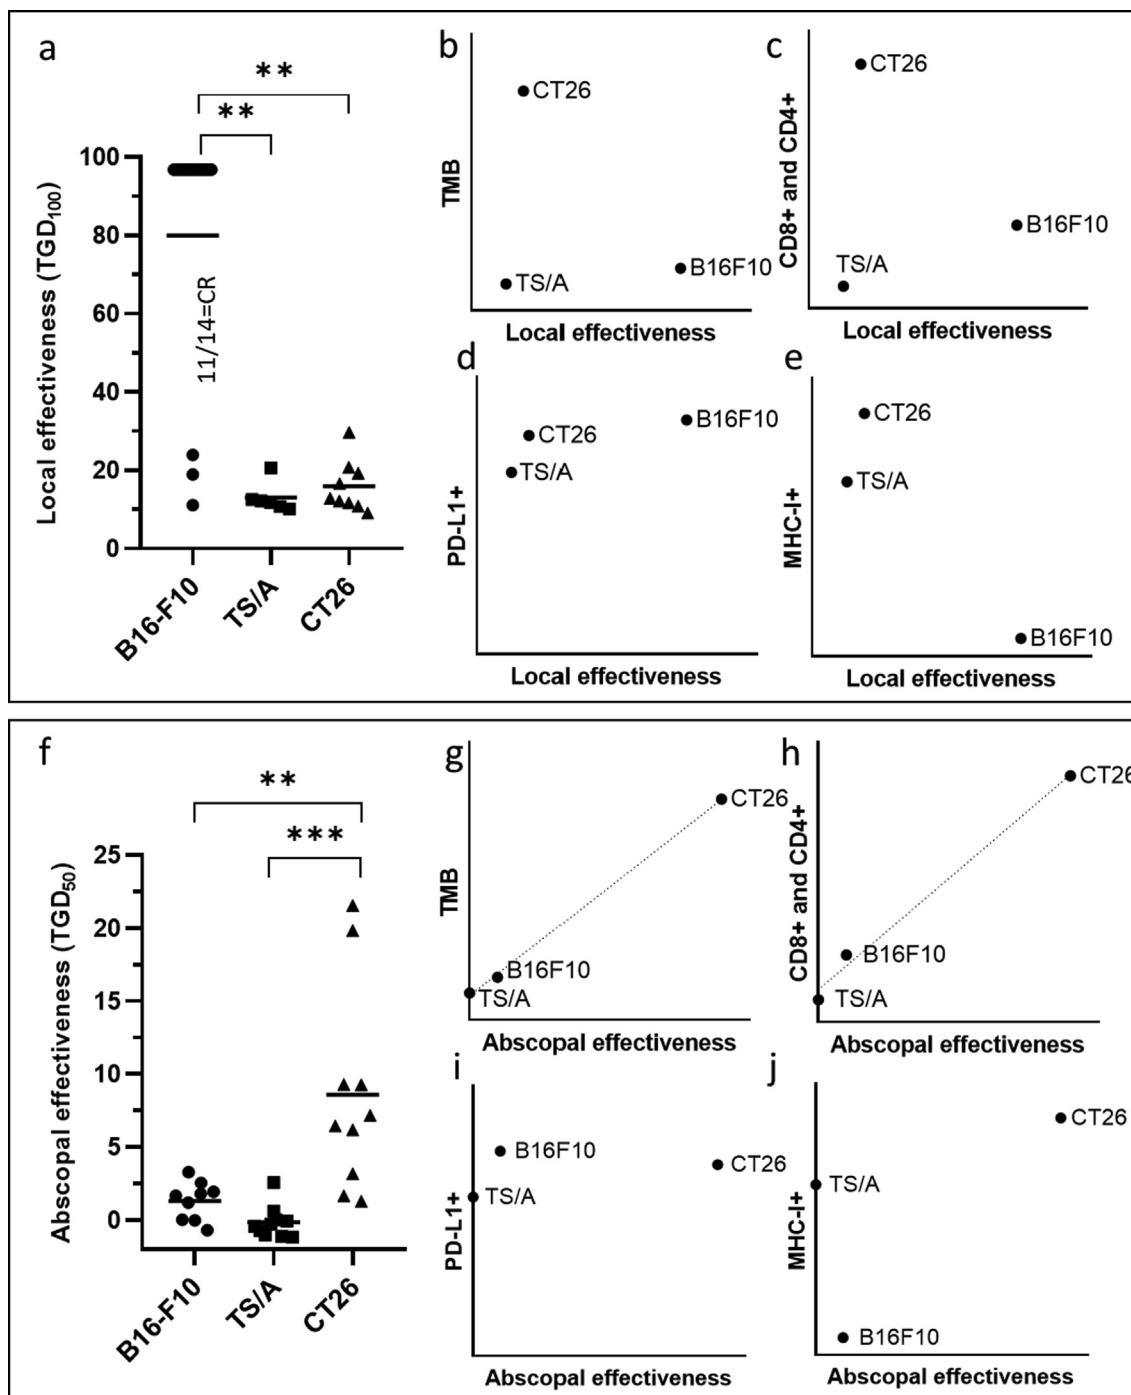 a
**
**
Local effectiveness (TGD100)
100
80
60
40
20
0
11/14=CR
B16-F10
TS/A
CT26
b
TMB
CT26
TS/A
B16F10
Local effectiveness
c
CD8+ and CD4+
CT26
B16F10
TS/A
Local effectiveness
d
PD-L1+
CT26
B16F10
TS/A
Local effectiveness
e
MHC-I+
CT26
TS/A
B16F10
Local effectiveness
f
**
***
Abscopal effectiveness (TGD50)
25
20
15
10
5
0
B16-F10
TS/A
CT26
g
TMB
CT26
B16F10
TS/A
Abscopal effectiveness
h
CD8+ and CD4+
CT26
B16F10
TS/A
Abscopal effectiveness
i
PD-L1+
B16F10
CT26
TS/A
Abscopal effectiveness
j
MHC-I+
CT26
TS/A
B16F10
Abscopal effectiveness